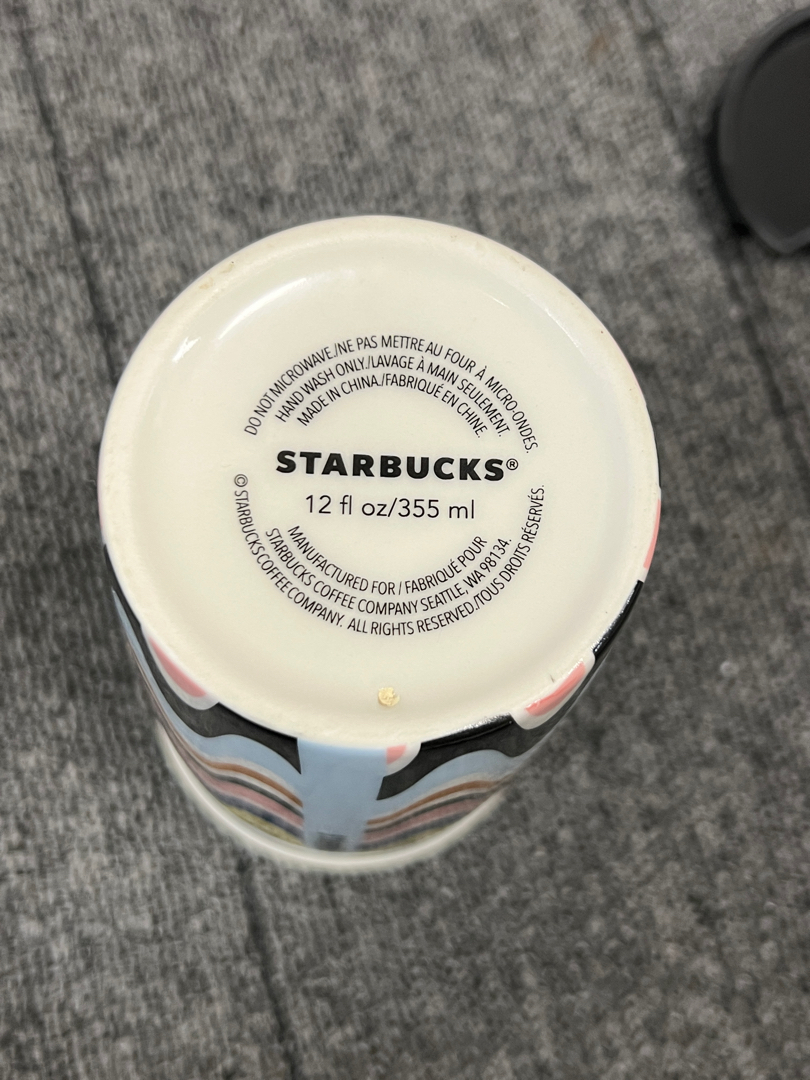 DO NOT MICROWAVE./NE PAS METTRE AU FOUR À MICRO-ONDES.
HAND WASH ONLY./LAVAGE À MAIN SEULEMENT.
MADE IN CHINA./FABRIQUÉ EN CHINE.
STARBUCKS®
12 fl oz/355 ml
MANUFACTURED FOR / FABRIQUÉ POUR
STARBUCKS COFFEE COMPANY SEATTLE, WA 98134.
© STARBUCKS COFFEE COMPANY. ALL RIGHTS RESERVED./TOUS DROITS RÉSERVÉS.